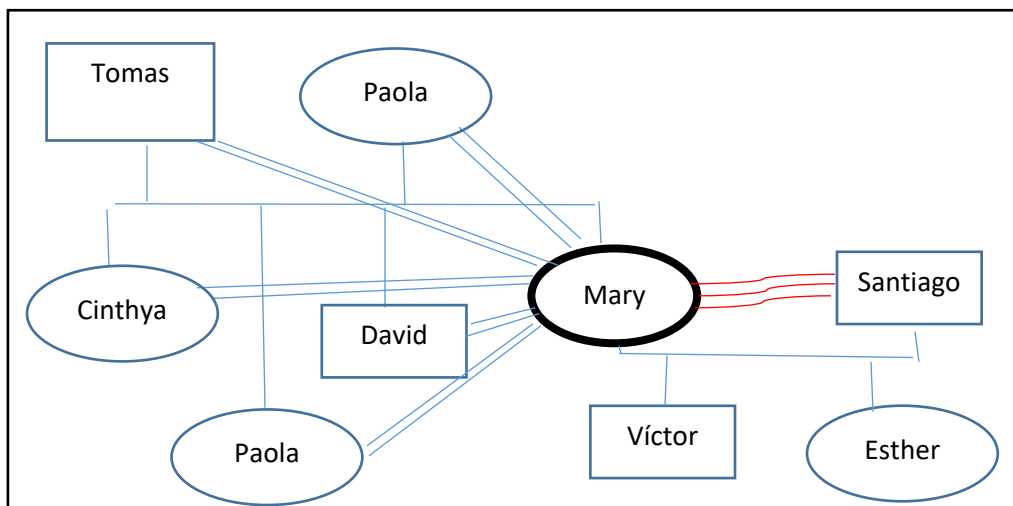 Tomas
Paola
Cinthya
David
Mary
Santiago
Paola
Víctor
Esther